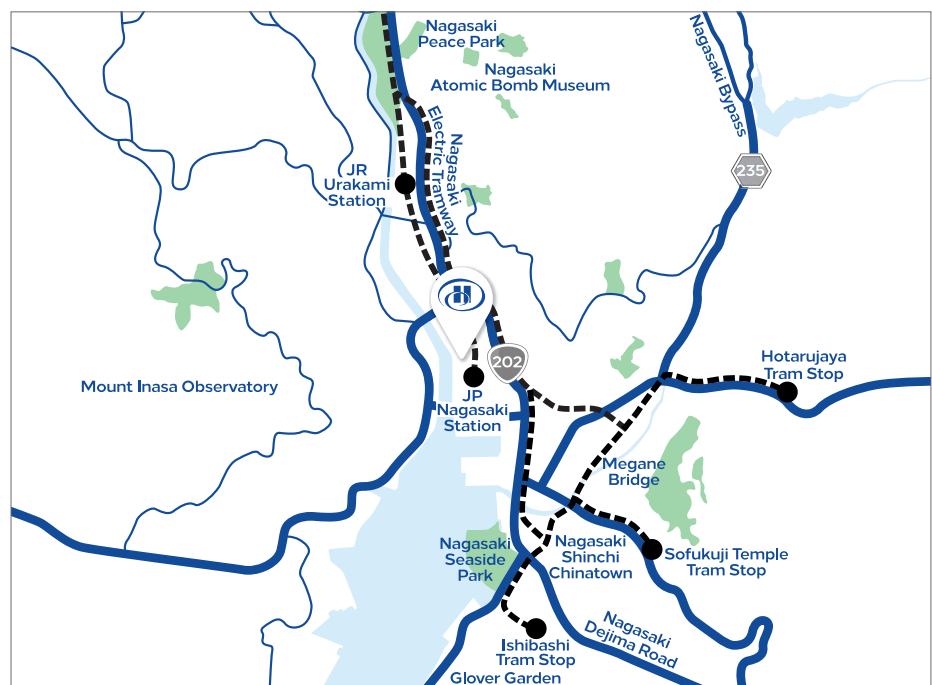 Nagasaki
Peace Park
Nagasaki
Atomic Bomb Museum
Nagasaki Bypass
Nagasaki
Electric Tramway
JR
Urakami
Station
235
H
202
Hotarujaya
Tram Stop
Mount Inasa Observatory
JP
Nagasaki
Station
Megane
Bridge
Nagasaki
Seaside
Park
Nagasaki
Shinchi
Chinatown
Sofukuji Temple
Tram Stop
Nagasaki
Dejima Road
Ishibashi
Tram Stop
Glover Garden